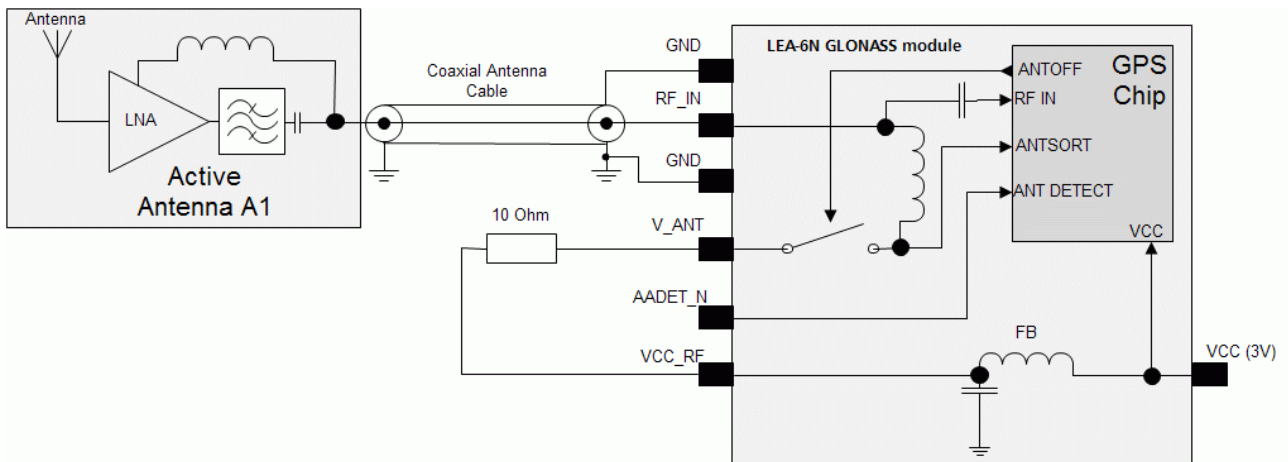 Antenna
LNA
Active
Antenna A1
Coaxial Antenna
Cable
10 Ohm
GND
RF_IN
GND
V_ANT
AADET_N
VCC_RF
LEA-6N GLONASS module
GPS
Chip
ANTOFF
RF IN
ANTSORT
ANT DETECT
VCC
FB
VCC (3V)